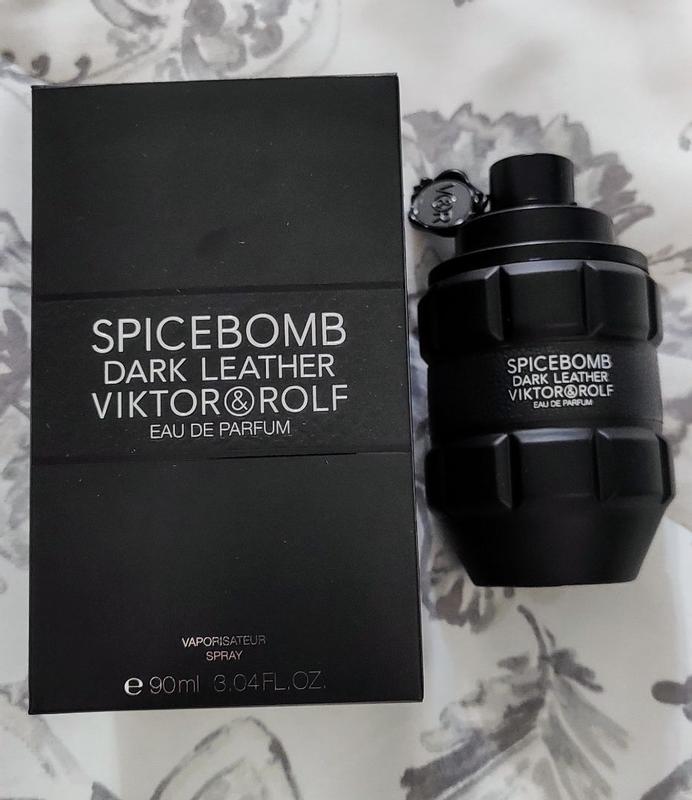 SPICEBOMB
DARK LEATHER
VIKTOR&ROLF
EAU DE PARFUM
VAPORISATEUR
SPRAY
e 90ml 3.04FL.OZ.
V&R
SPICEBOMB
DARK LEATHER
VIKTOR&ROLF
EAU DE PARFUM